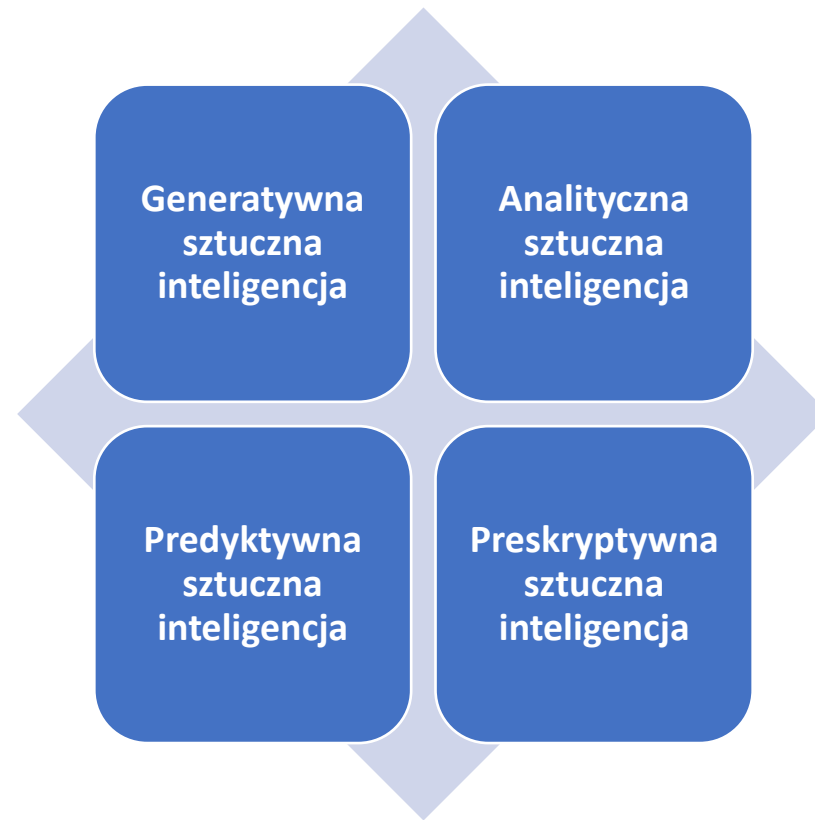 Generatywna
sztuczna
inteligencja
Analityczna
sztuczna
inteligencja
Predyktywna
sztuczna
inteligencja
Preskryptywna
sztuczna
inteligencja